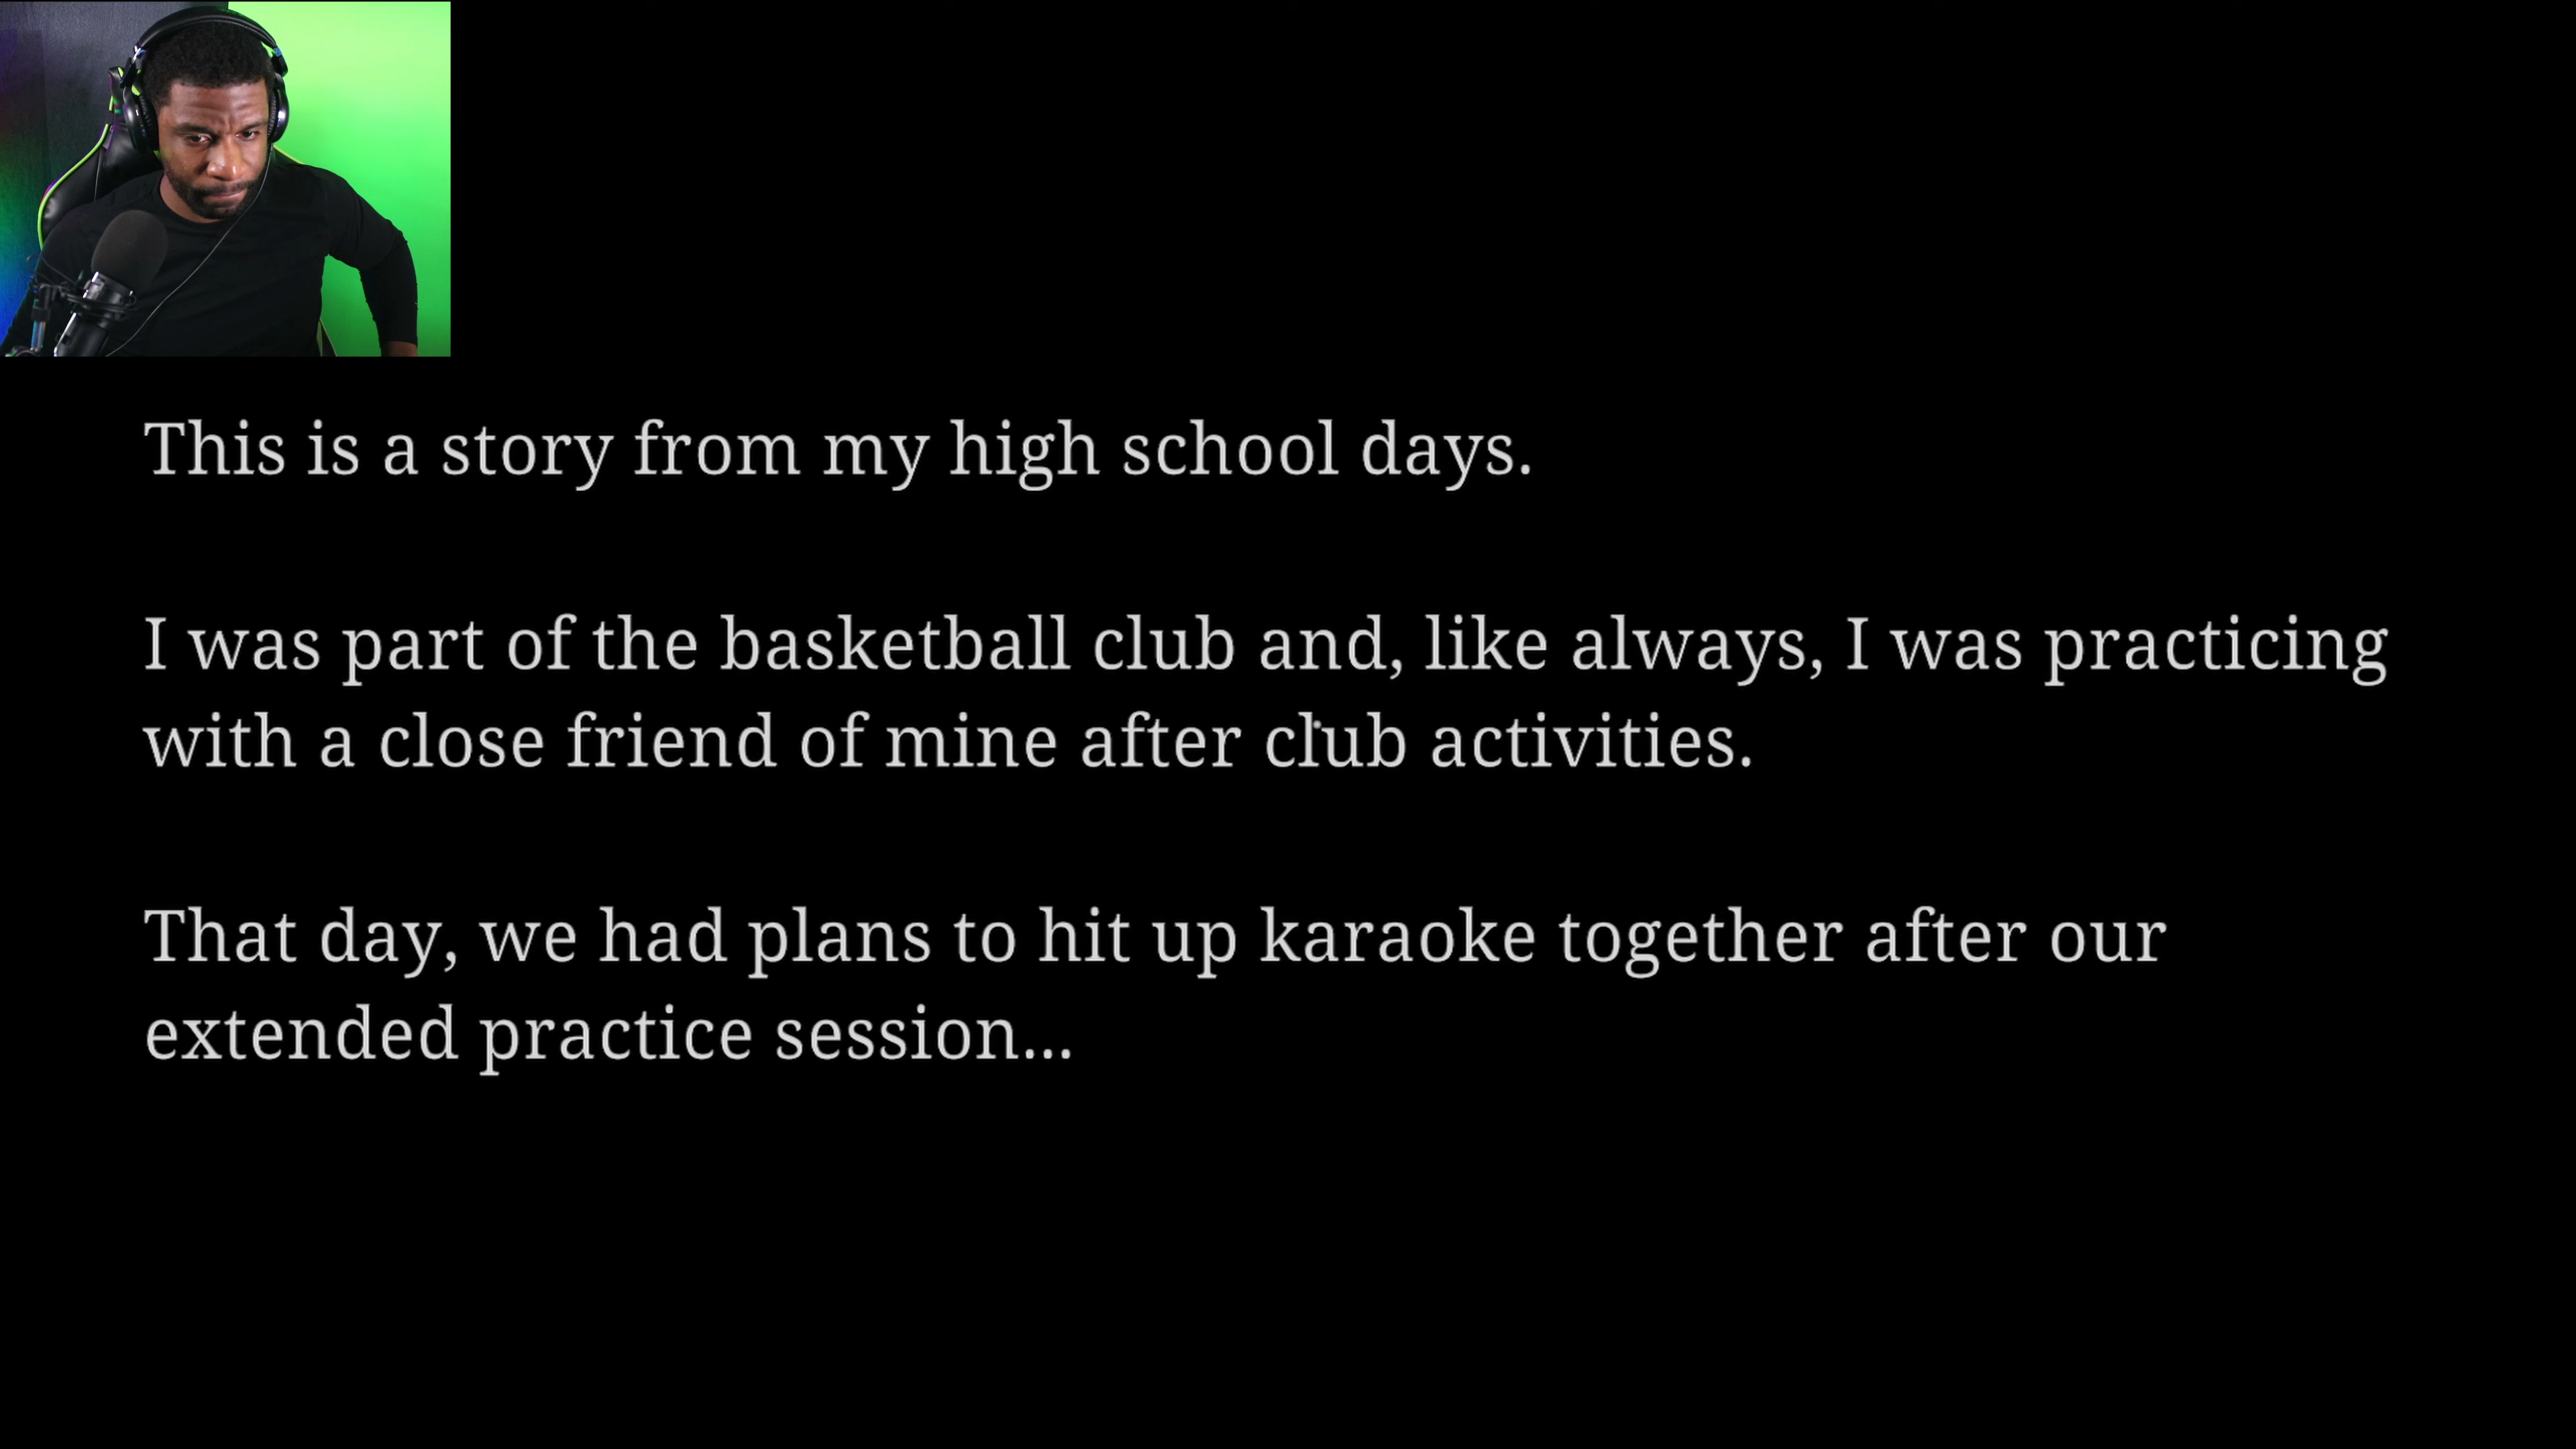 This is a story from my high school days.
I was part of the basketball club and, like always, I was practicing
with a close friend of mine after club activities.
That day, we had plans to hit up karaoke together after our
extended practice session...